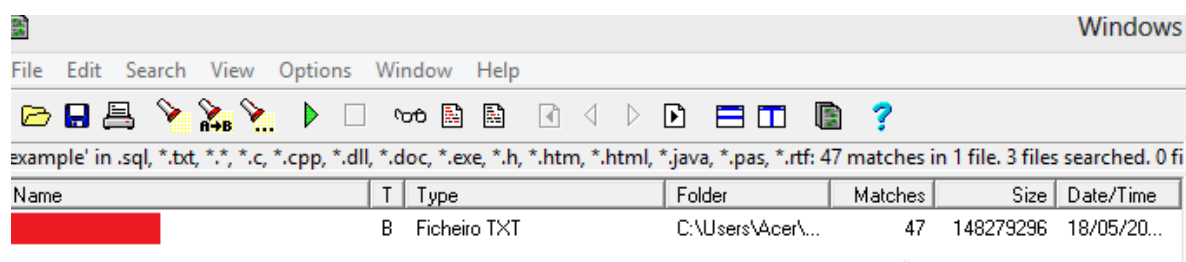 Windows
File Edit Search View Options Window Help
A→B ... ?
example' in .sql, *.txt, *.*, *.c, *.cpp, *.dll, *.doc, *.exe, *.h, *.htm, *.html, *.java, *.pas, *.rtf: 47 matches in 1 file. 3 files searched. 0 fi
Name T Type Folder Matches Size Date/Time
B Ficheiro TXT C:\Users\Acer\... 47 148279296 18/05/20...